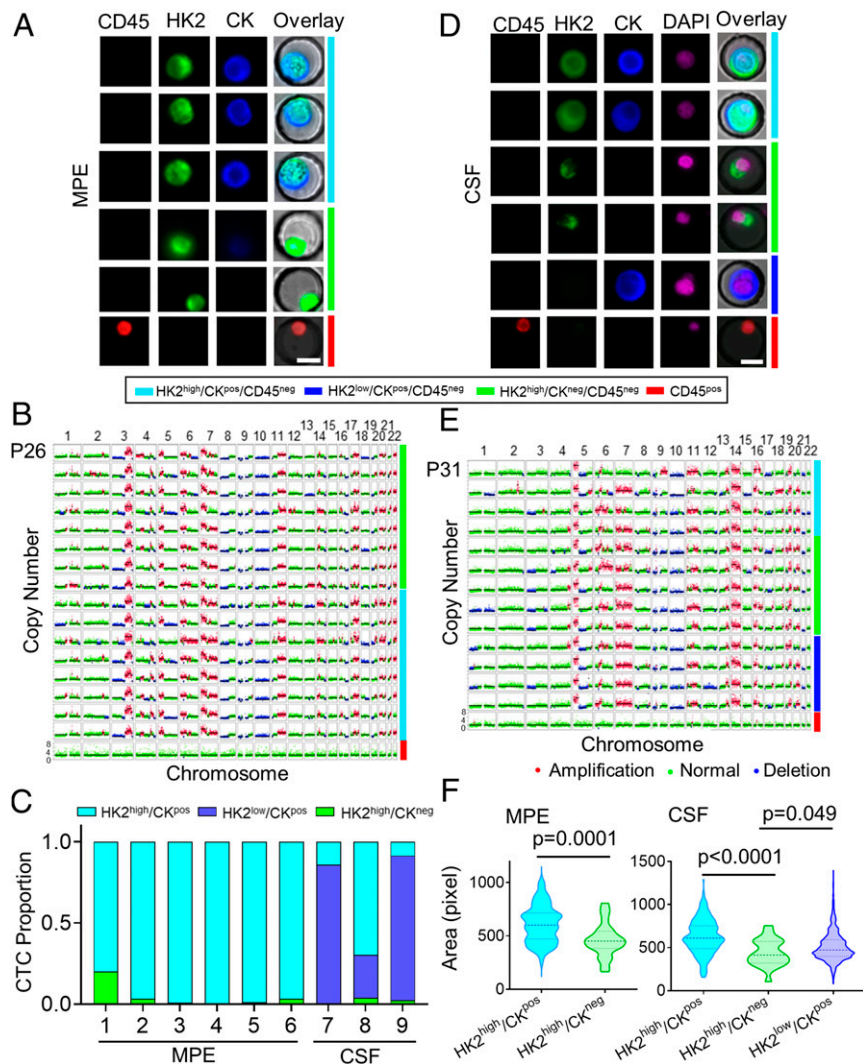 A
CD45 HK2 CK Overlay
MPE
D
CD45 HK2 CK DAPI Overlay
CSF
HK2high/CKpos/CD45neg HK2low/CKpos/CD45neg HK2high/CKneg/CD45neg CD45pos
B
P26
1 2 3 4 5 6 7 8 9 10 11 12 13 14 15 16 17 18 19 20 21 22
Copy Number
8
4
0
Chromosome
E
P31
1 2 3 4 5 6 7 8 9 10 11 12 13 14 15 16 17 18 19 20 21 22
Copy Number
8
4
0
Chromosome
Amplification Normal Deletion
C
HK2high/CKpos HK2low/CKpos HK2high/CKneg
CTC Proportion
1.0
0.5
0.0
1 2 3 4 5 6 7 8 9
MPE CSF
F
MPE
p=0.0001
Area (pixel)
1000
500
0
HK2high/CKpos
HK2high/CKneg
CSF
p=0.049
p<0.0001
1500
1000
500
0
HK2high/CKpos
HK2high/CKneg
HK2low/CKpos